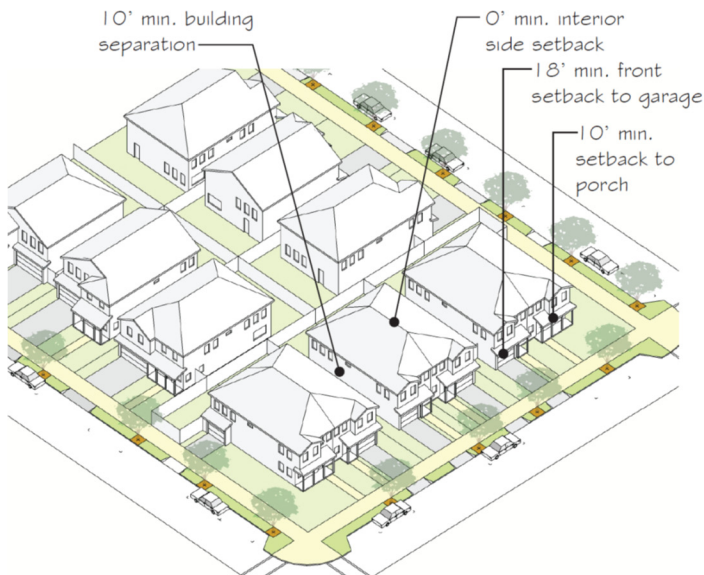 10' min. building
separation
0' min. interior
side setback
18' min. front
setback to garage
10' min.
setback to
porch